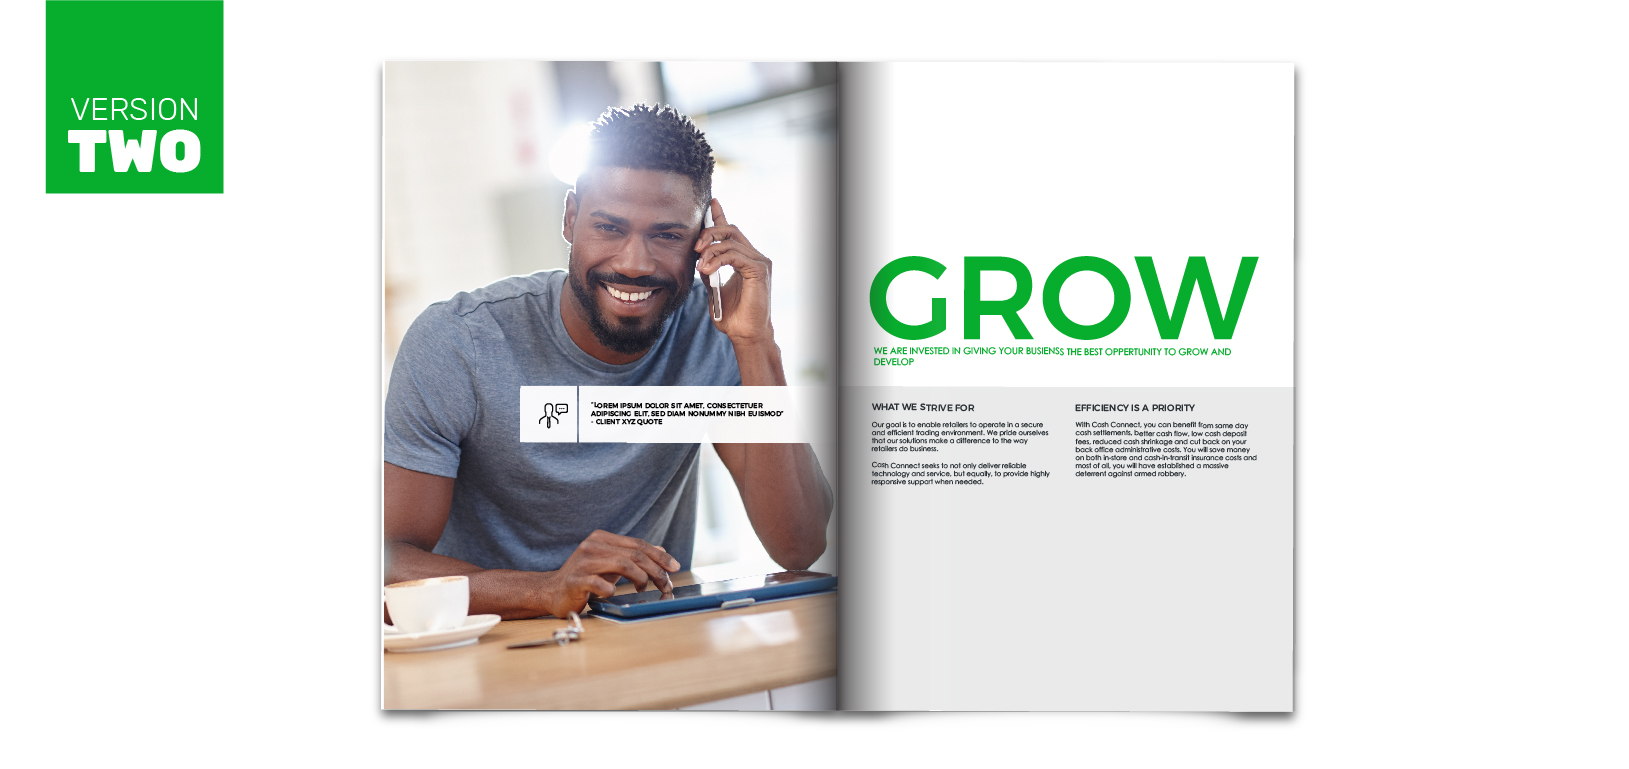 VERSION
TWO
"LOREM IPSUM DOLOR SIT AMET, CONSECTETUER
ADIPISCING ELIT, SED DIAM NONUMMY NIBH EUISMOD"
- CLIENT XYZ QUOTE
GROW
WE ARE INVESTED IN GIVING YOUR BUSIENSS THE BEST OPPERTUNITY TO GROW AND
DEVELOP
WHAT WE STRIVE FOR
Our goal is to enable retailers to operate in a secure
and efficient trading environment. We pride ourselves
that our solutions make a difference to the way
retailers do business.
Cash Connect seeks to not only deliver reliable
technology and service, but equally, to provide highly
responsive support when needed.
EFFICIENCY IS A PRIORITY
With Cash Connect, you can benefit from same day
cash settlements, better cash flow, low cash deposit
fees, reduced cash shrinkage and cut back on your
back office administrative costs. You will save money
on both in-store and cash-in-transit insurance costs and
most of all, you will have established a massive
deterrent against armed robbery.